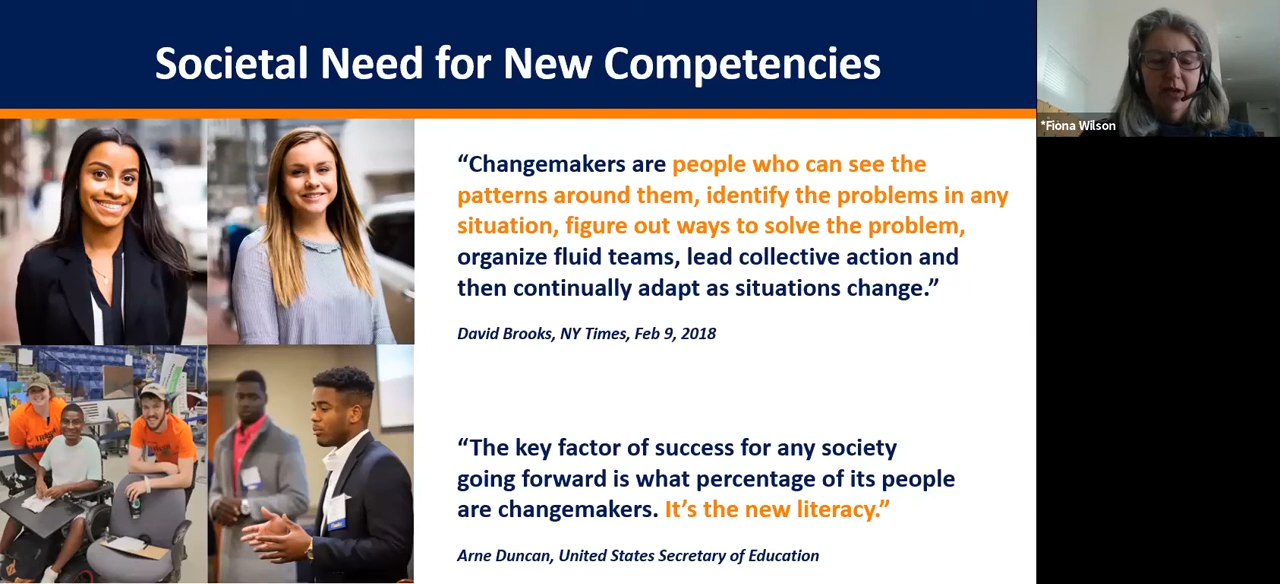 Societal Need for New Competencies
*Fiona Wilson
“Changemakers are people who can see the
patterns around them, identify the problems in any
situation, figure out ways to solve the problem,
organize fluid teams, lead collective action and
then continually adapt as situations change.”
David Brooks, NY Times, Feb 9, 2018
“The key factor of success for any society
going forward is what percentage of its people
are changemakers. It’s the new literacy.”
Arne Duncan, United States Secretary of Education